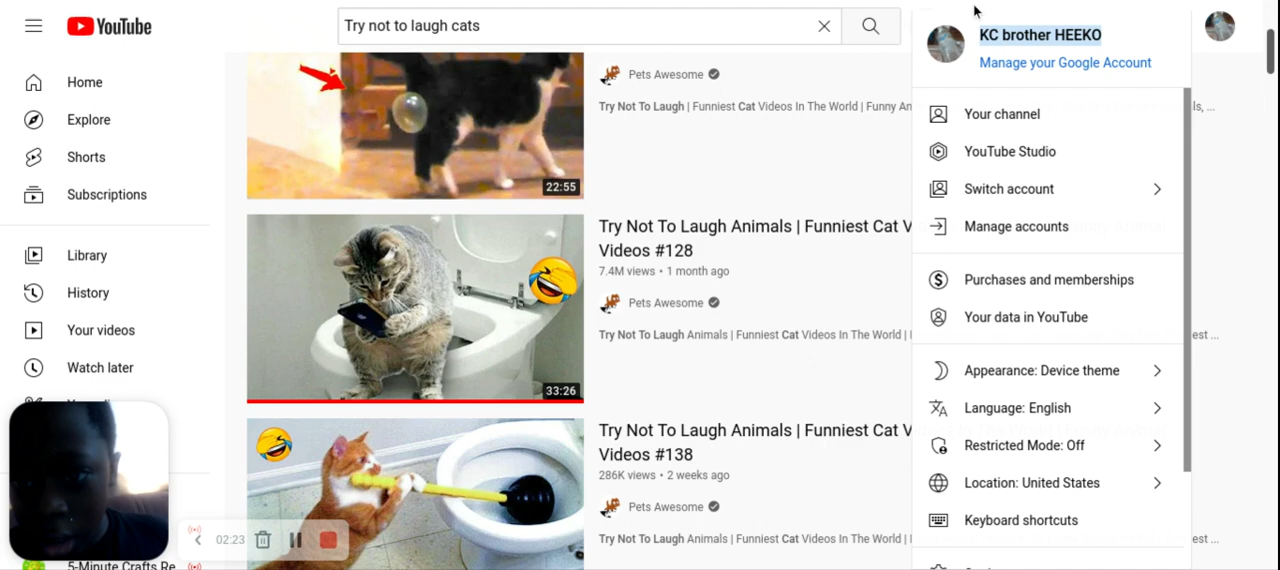 YouTube
Try not to laugh cats
KC brother HEEKO
Manage your Google Account
Home
Explore
Shorts
Subscriptions
Library
History
Your videos
Watch later
5-Minute Crafts Re
02:23
22:55
Pets Awesome
Try Not To Laugh | Funniest Cat Videos In The World | Funny An
ls, ...
33:26
Try Not To Laugh Animals | Funniest Cat V
Videos #128
7.4M views • 1 month ago
Pets Awesome
Try Not To Laugh Animals | Funniest Cat Videos In The World |
est ...
Try Not To Laugh Animals | Funniest Cat V
Videos #138
286K views • 2 weeks ago
Pets Awesome
Try Not To Laugh Animals | Funniest Cat Videos In The World |
est ...
Your channel
YouTube Studio
Switch account
Manage accounts
Purchases and memberships
Your data in YouTube
Appearance: Device theme
Language: English
Restricted Mode: Off
Location: United States
Keyboard shortcuts